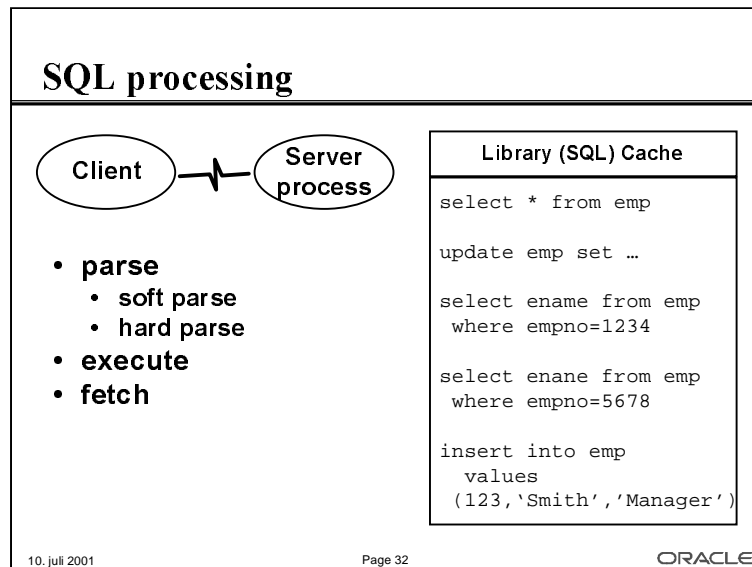 SQL processing
Client
Server
process
• parse
• soft parse
• hard parse
• execute
• fetch
Library (SQL) Cache
select * from emp
update emp set …
select ename from emp
where empno=1234
select enane from emp
where empno=5678
insert into emp
values
(123,‘Smith’,’Manager’)
10. juli 2001
Page 32
ORACLE